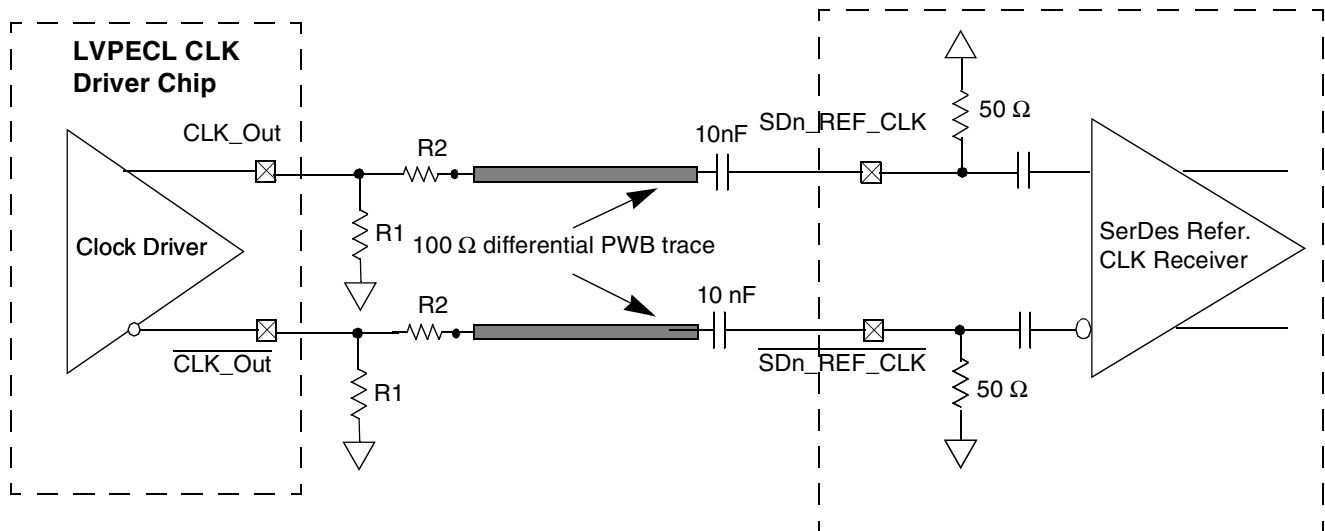 LVPECL CLK
Driver Chip
CLK_Out
R2
10nF
SDn_REF_CLK
50 Ω
Clock Driver
R1
100 Ω differential PWB trace
SerDes Refer.
CLK Receiver
R2
10 nF
CLK_Out
SDn_REF_CLK
R1
50 Ω